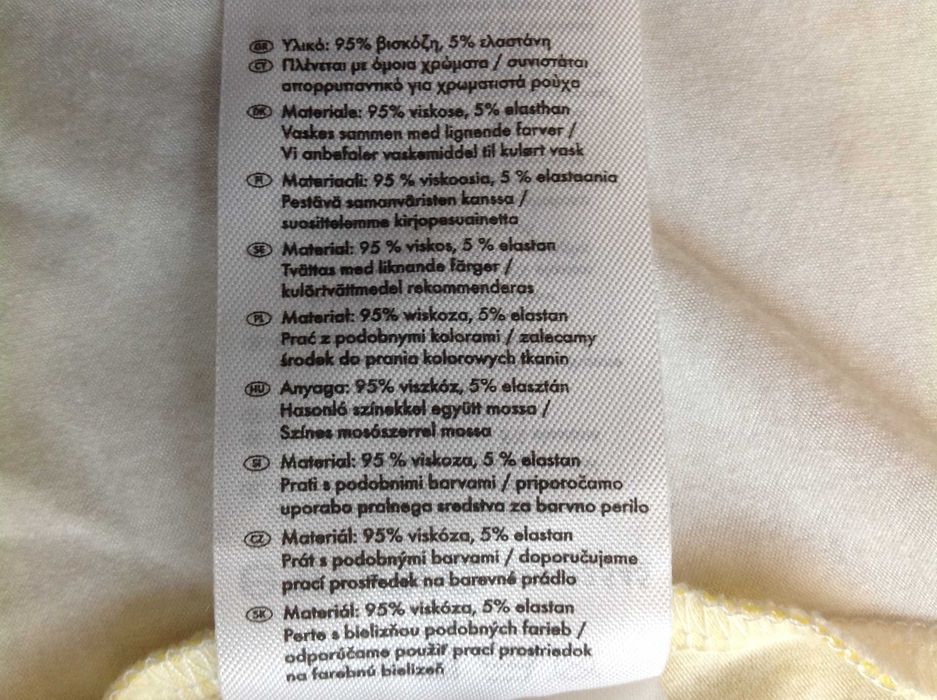 GR Υλικό: 95% βισκόζη, 5% ελαστάνη
CY Πλένεται με όμοια χρώματα / συνιστάται
απορρυπαντικό για χρωματιστά ρούχα
DK Materiale: 95% viskose, 5% elasthan
Vaskes sammen med lignende farver /
Vi anbefaler vaskemiddel til kulørt vask
FI Materiaali: 95 % viskoosia, 5 % elastaania
Pestävä samanväristen kanssa /
suosittelemme kirjopesuainetta
SE Material: 95 % viskos, 5 % elastan
Tvättas med liknande färger /
kulörtvättmedel rekommenderas
PL Materiał: 95% wiskoza, 5% elastan
Prać z podobnymi kolorami / zalecamy
środek do prania kolorowych tkanin
HU Anyaga: 95% viszkóz, 5% elasztán
Hasonló színekkel együtt mossa /
Színes mosószerrel mossa
SI Material: 95 % viskoza, 5 % elastan
Prati s podobnimi barvami / priporočamo
uporabo pralnega sredstva za barvno perilo
CZ Materiál: 95% viskóza, 5% elastan
Prát s podobnými barvami / doporučujeme
prací prostředek na barevné prádlo
SK Materiál: 95% viskóza, 5% elastan
Perte s bielizňou podobných farieb /
odporúčame použiť prací prostriedok
na farebnú bielizeň